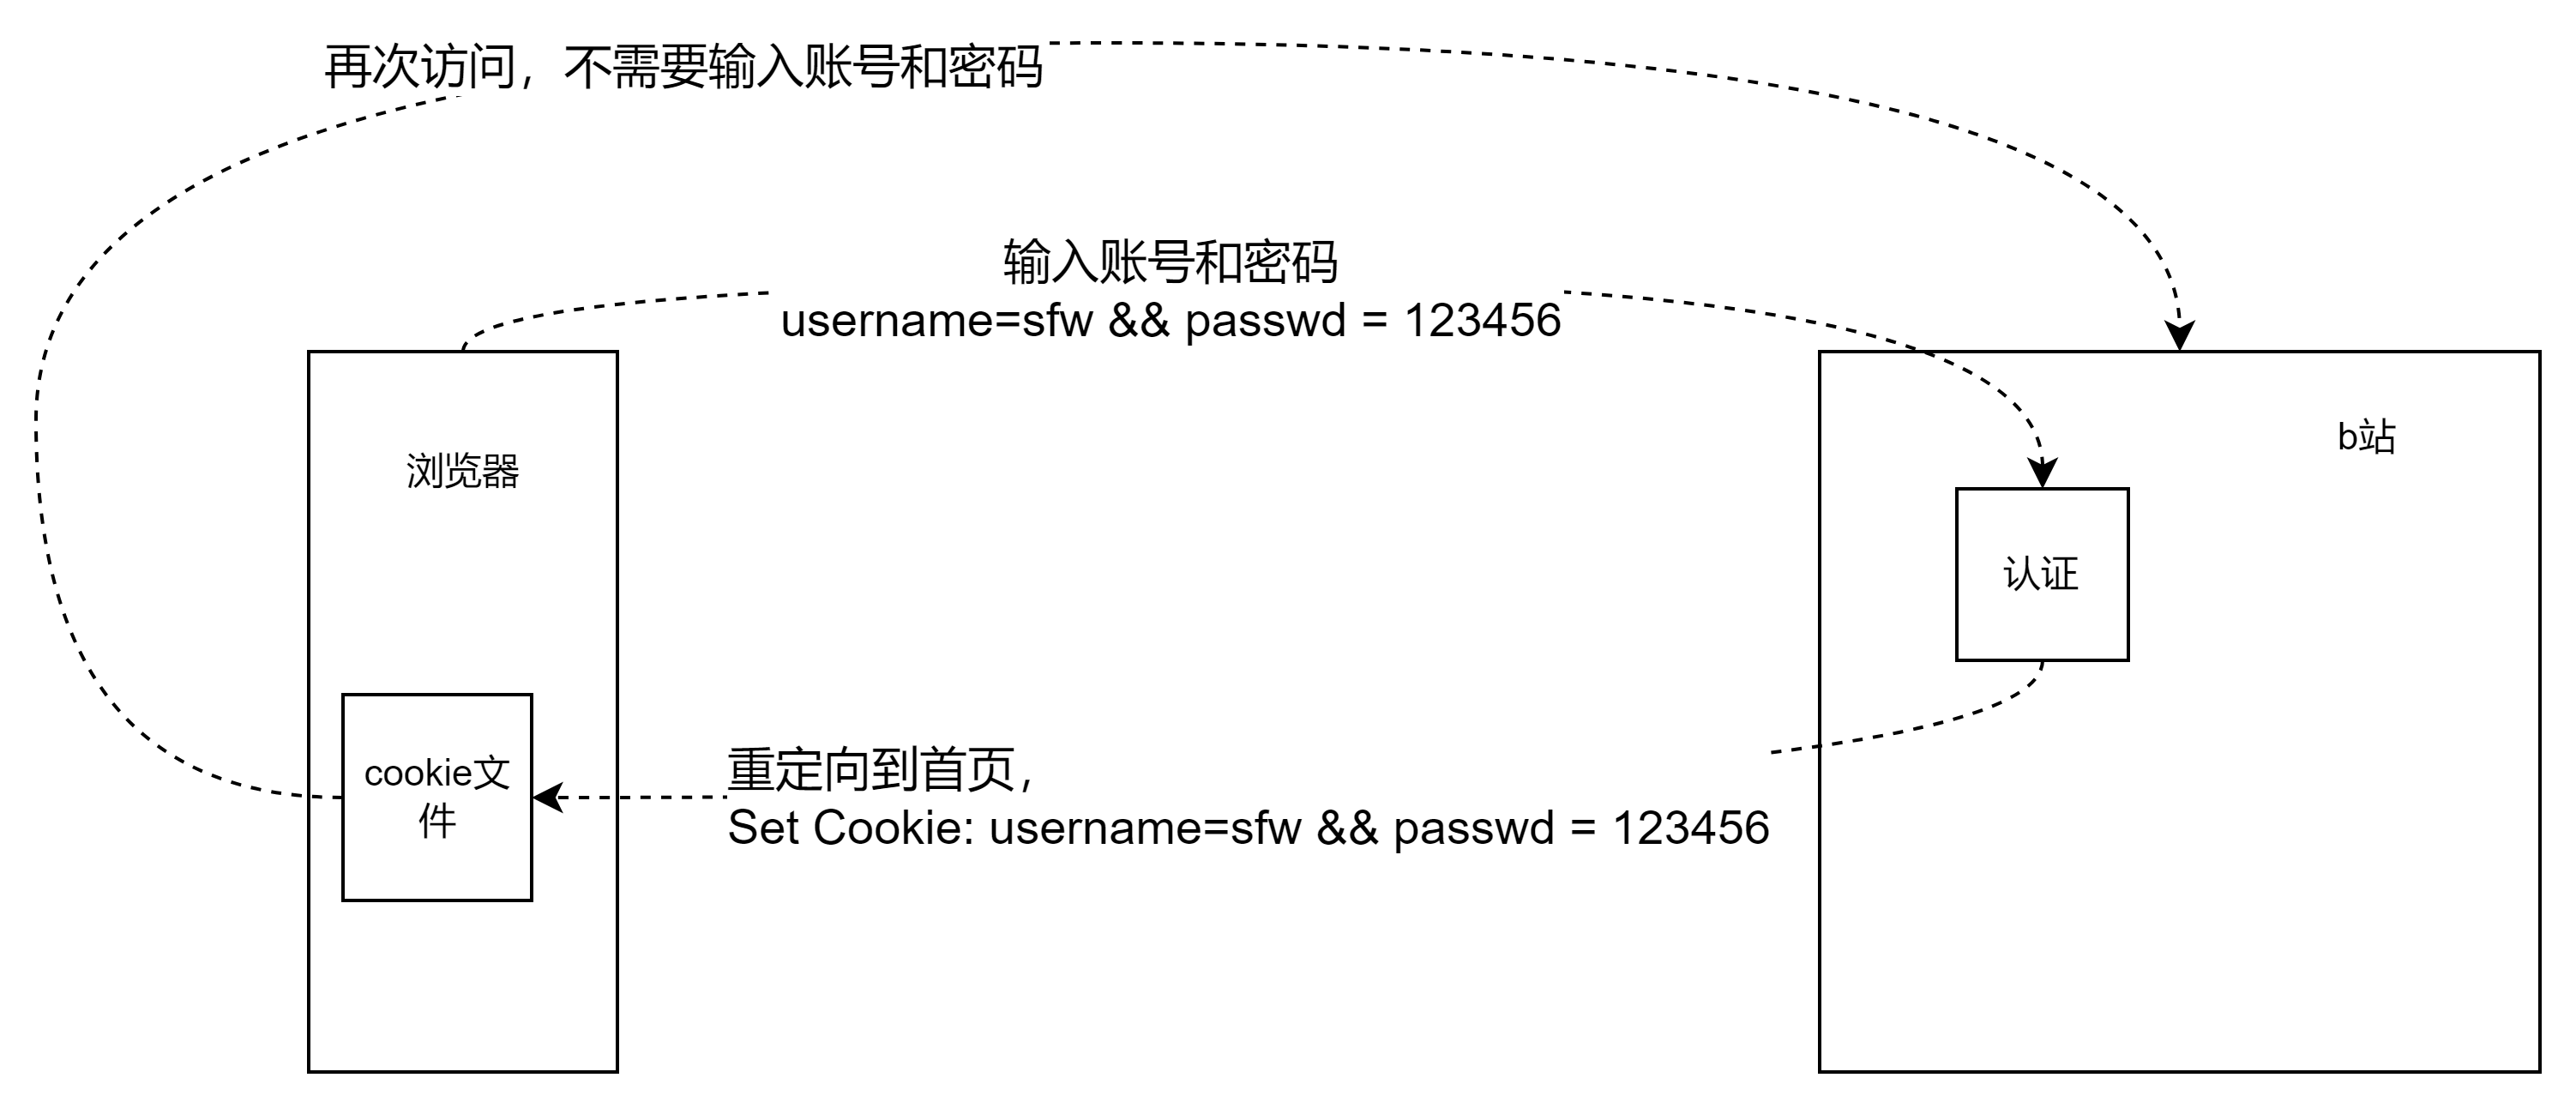 再次访问，不需要输入账号和密码
输入账号和密码
username=sfw && passwd = 123456
浏览器
b站
认证
cookie文
件
重定向到首页，
Set Cookie: username=sfw && passwd = 123456